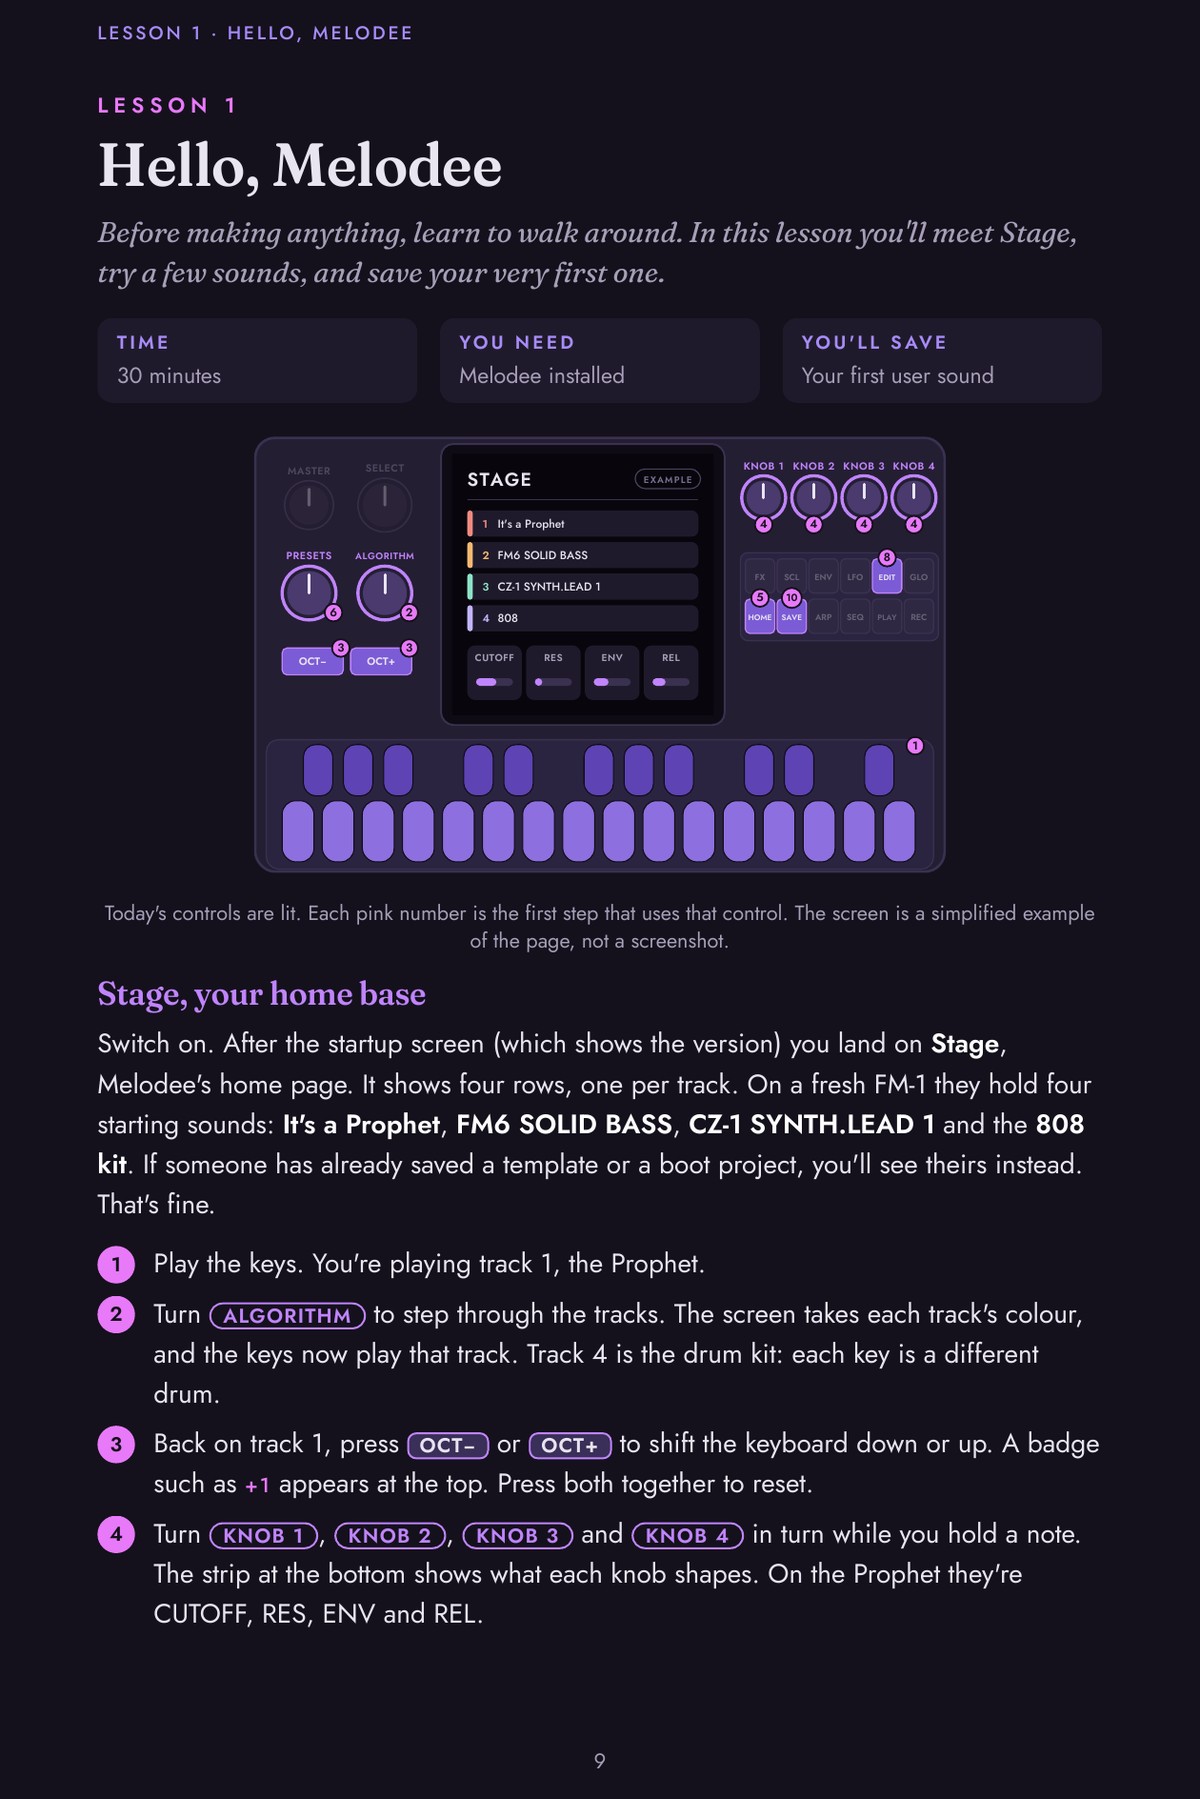 LESSON 1 · HELLO, MELODEE
LESSON 1
Hello, Melodee
Before making anything, learn to walk around. In this lesson you'll meet Stage,
try a few sounds, and save your very first one.
TIME
30 minutes
YOU NEED
Melodee installed
YOU'LL SAVE
Your first user sound
MASTER
SELECT
PRESETS
6
ALGORITHM
2
OCT–
3
OCT+
3
STAGE
EXAMPLE
1 It's a Prophet
2 FM6 SOLID BASS
3 CZ-1 SYNTH.LEAD 1
4 808
CUTOFF
RES
ENV
REL
KNOB 1
KNOB 2
KNOB 3
KNOB 4
4
4
4
4
8
FX
SCL
ENV
LFO
EDIT
GLO
5
10
HOME
SAVE
ARP
SEQ
PLAY
REC
1
Today's controls are lit. Each pink number is the first step that uses that control. The screen is a simplified example
of the page, not a screenshot.
Stage, your home base
Switch on. After the startup screen (which shows the version) you land on Stage,
Melodee's home page. It shows four rows, one per track. On a fresh FM-1 they hold four
starting sounds: It's a Prophet, FM6 SOLID BASS, CZ-1 SYNTH.LEAD 1 and the 808
kit. If someone has already saved a template or a boot project, you'll see theirs instead.
That's fine.
1 Play the keys. You're playing track 1, the Prophet.
2 Turn ALGORITHM to step through the tracks. The screen takes each track's colour,
and the keys now play that track. Track 4 is the drum kit: each key is a different
drum.
3 Back on track 1, press OCT– or OCT+ to shift the keyboard down or up. A badge
such as +1 appears at the top. Press both together to reset.
4 Turn KNOB 1, KNOB 2, KNOB 3 and KNOB 4 in turn while you hold a note.
The strip at the bottom shows what each knob shapes. On the Prophet they're
CUTOFF, RES, ENV and REL.
9